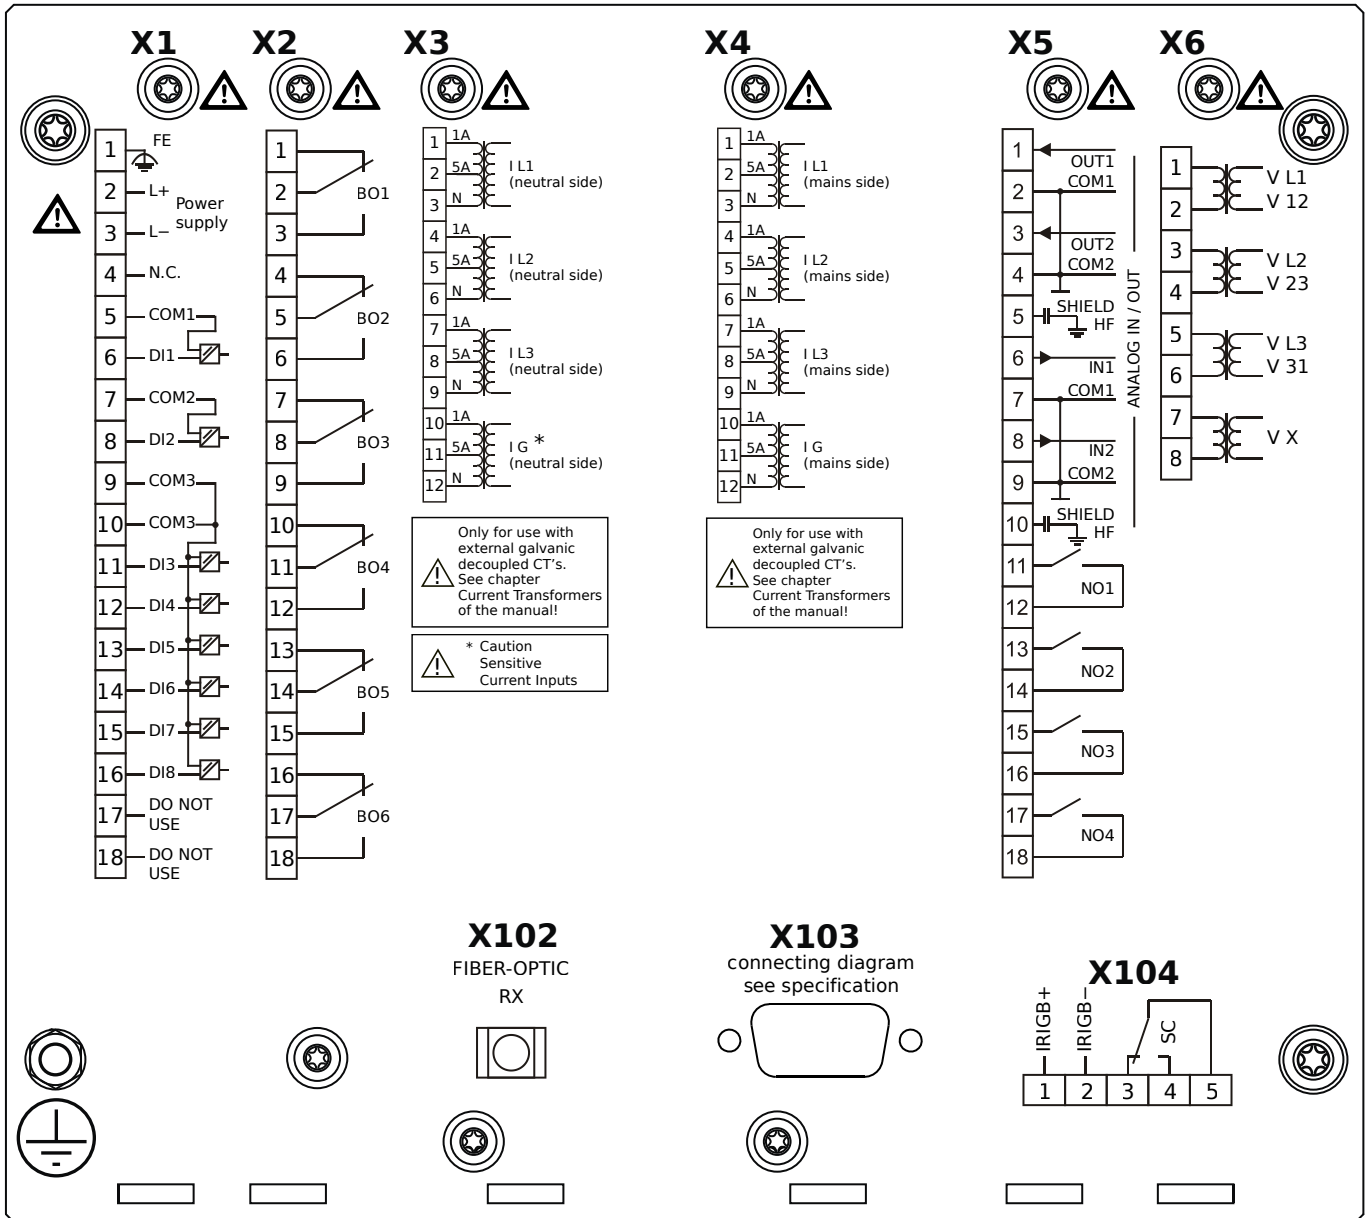 X1
X2
X3
X4
X5
X6
1
FE
2
L+
Power
supply
3
L−
4
N.C.
5
COM1
6
DI1
7
COM2
8
DI2
9
COM3
10
COM3
11
DI3
12
DI4
13
DI5
14
DI6
15
DI7
16
DI8
17
DO NOT
USE
18
DO NOT
USE
1
2
BO1
3
4
5
BO2
6
7
8
BO3
9
10
11
BO4
12
13
14
BO5
15
16
17
BO6
18
1 1A
2 5A
3 N
I L1
(neutral side)
4 1A
5 5A
6 N
I L2
(neutral side)
7 1A
8 5A
9 N
I L3
(neutral side)
10 1A
11 5A
12 N
I G *
(neutral side)
Only for use with
external galvanic
decoupled CT's.
See chapter
Current Transformers
of the manual!
* Caution
Sensitive
Current Inputs
1 1A
2 5A
3 N
I L1
(mains side)
4 1A
5 5A
6 N
I L2
(mains side)
7 1A
8 5A
9 N
I L3
(mains side)
10 1A
11 5A
12 N
I G
(mains side)
Only for use with
external galvanic
decoupled CT's.
See chapter
Current Transformers
of the manual!
1
OUT1
2
COM1
3
OUT2
4
COM2
5
SHIELD
HF
6
IN1
7
COM1
8
IN2
9
COM2
10
SHIELD
HF
ANALOG IN / OUT
11
NO1
12
13
NO2
14
15
NO3
16
17
NO4
18
1
V L1
2
V 12
3
V L2
4
V 23
5
V L3
6
V 31
7
V X
8
X102
FIBER-OPTIC
RX
X103
connecting diagram
see specification
X104
IRIGB+
IRIGB−
SC
1 2 3 4 5